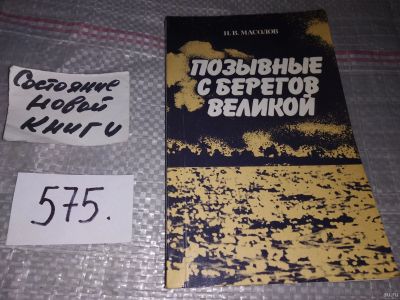 Состояние
новой
книги
575.
Н. В. МАСОЛОВ
ПОЗЫВНЫЕ
С БЕРЕГОВ
ВЕЛИКОЙ